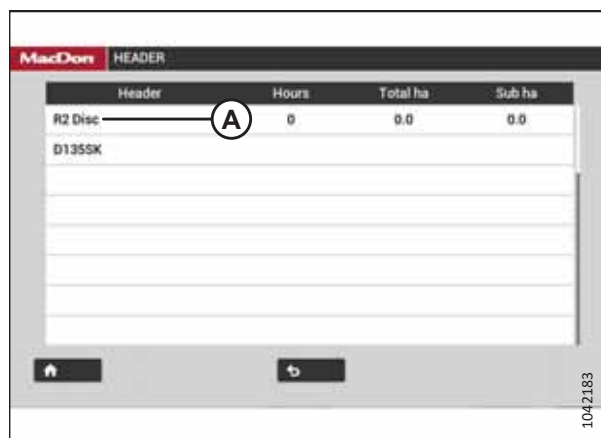 MacDon HEADER
Header Hours Total ha Sub ha
R2 Disc A 0 0.0 0.0
D135SK
1042183